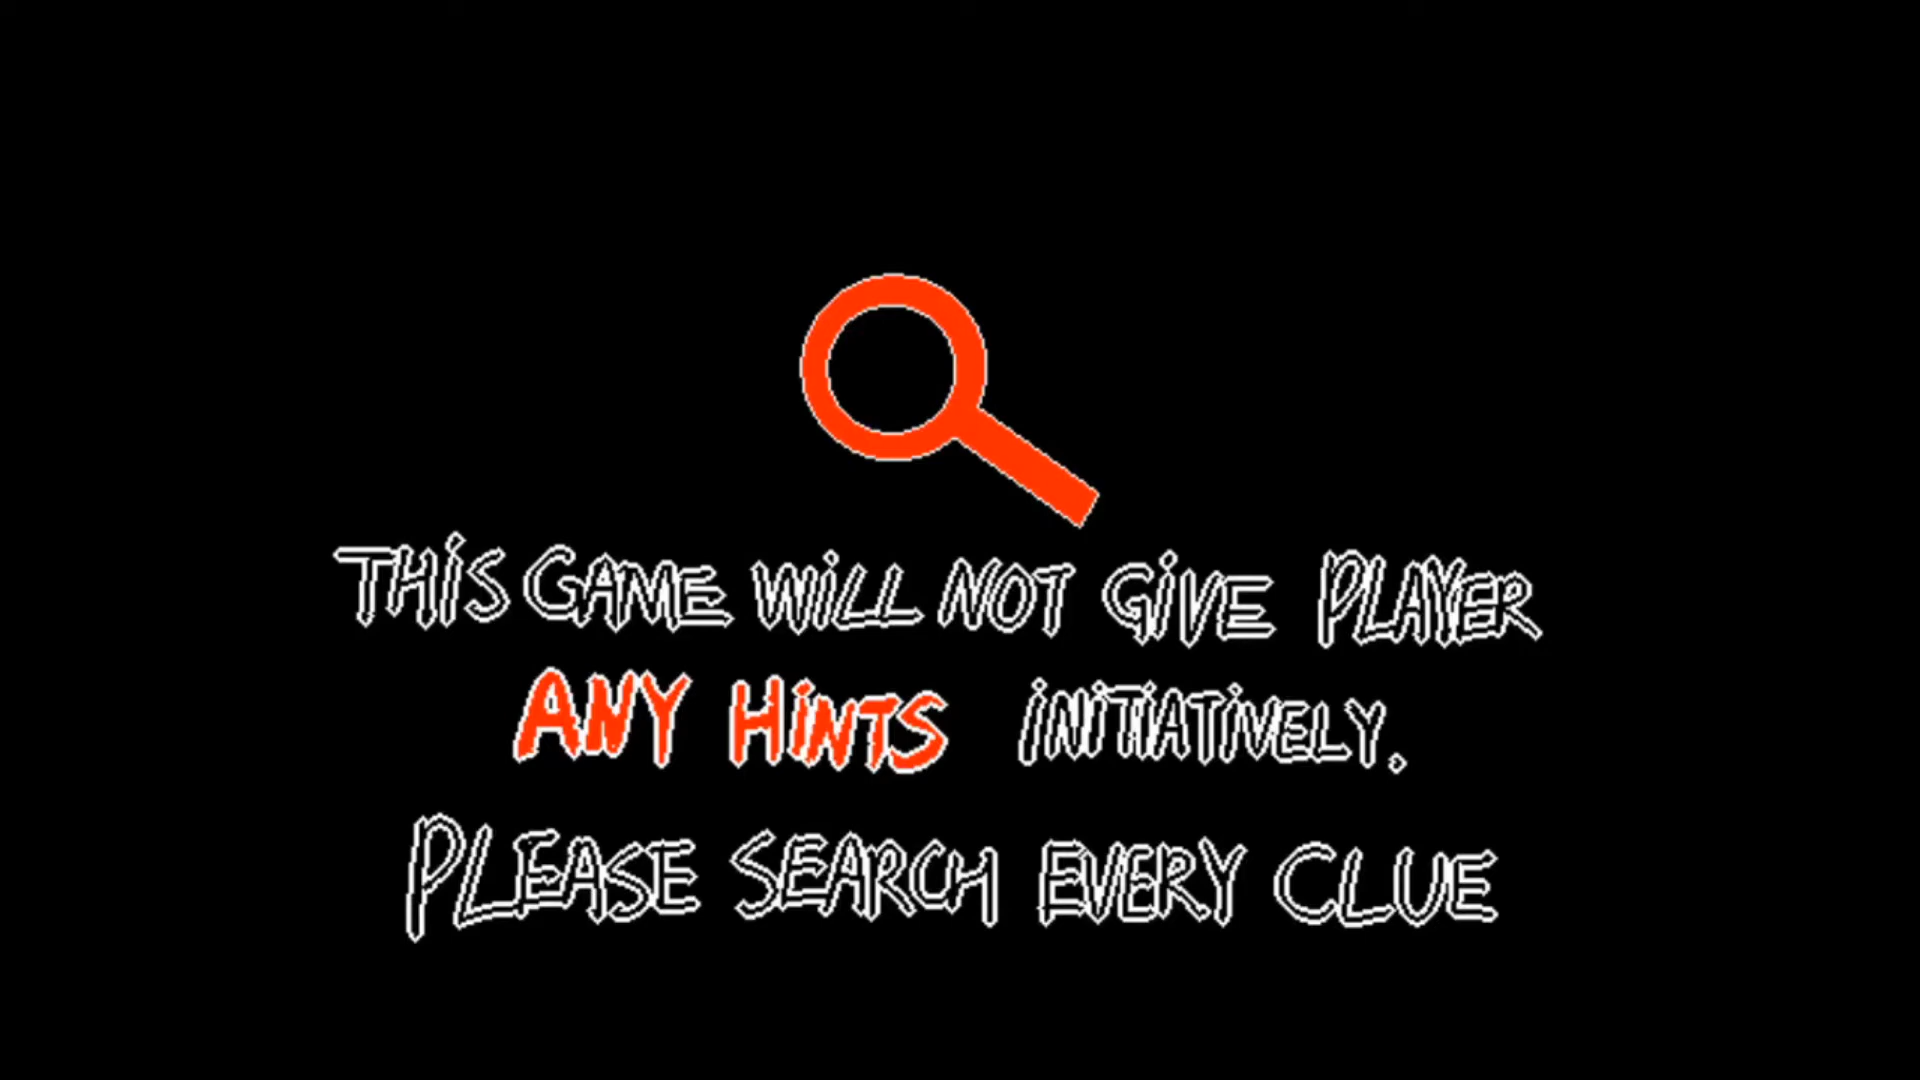 THIS GAME WILL NOT GIVE PLAYER
ANY HINTS INITIATIVELY.
PLEASE SEARCH EVERY CLUE